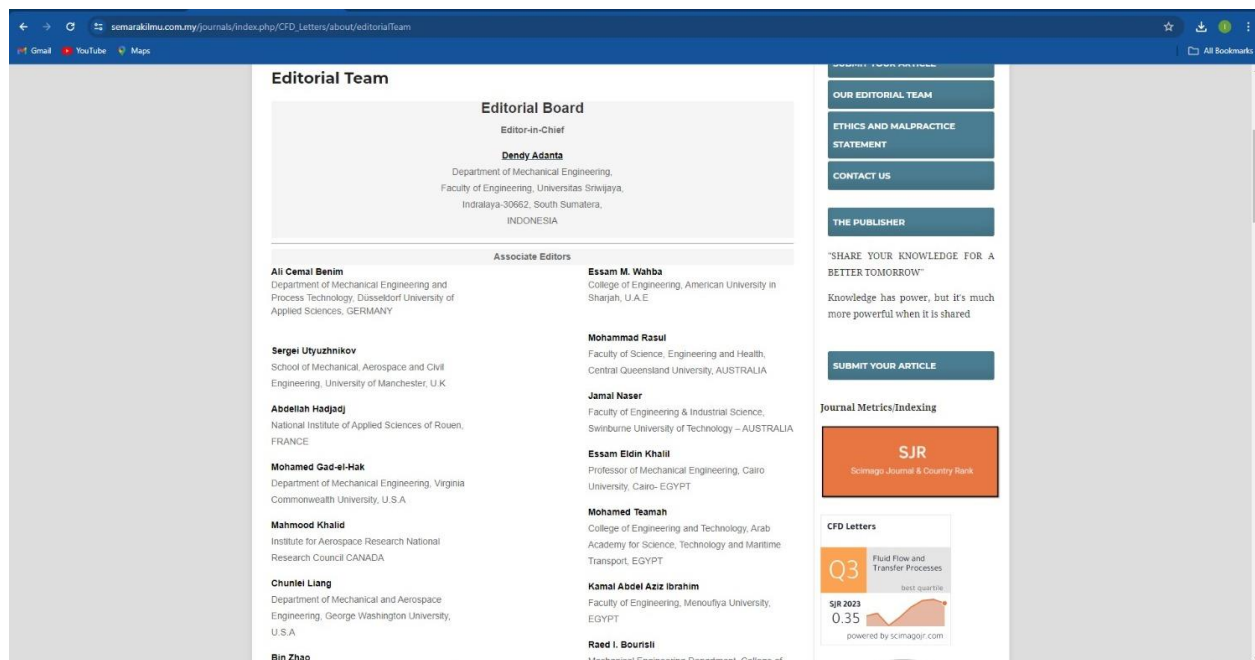 semarakilmu.com.my/journals/index.php/CFD_Letters/about/editorialTeam
Gmail
YouTube
Maps
All Bookmarks
Editorial Team
Editorial Board
Editor-in-Chief
Dendy Adanta
Department of Mechanical Engineering,
Faculty of Engineering, Universitas Sriwijaya,
Indralaya-30662, South Sumatera,
INDONESIA
Associate Editors
Ali Cemal Benim
Department of Mechanical Engineering and
Process Technology, Düsseldorf University of
Applied Sciences, GERMANY
Sergei Utyuzhnikov
School of Mechanical, Aerospace and Civil
Engineering, University of Manchester, U.K
Abdellah Hadjadj
National Institute of Applied Sciences of Rouen,
FRANCE
Mohamed Gad-el-Hak
Department of Mechanical Engineering, Virginia
Commonwealth University, U.S.A
Mahmood Khalid
Institute for Aerospace Research National
Research Council CANADA
Chunlei Liang
Department of Mechanical and Aerospace
Engineering, George Washington University,
U.S.A
Bin Zhao
Essam M. Wahba
College of Engineering, American University in
Sharjah, U.A.E
Mohammad Rasul
Faculty of Science, Engineering and Health,
Central Queensland University, AUSTRALIA
Jamal Naser
Faculty of Engineering & Industrial Science,
Swinburne University of Technology – AUSTRALIA
Essam Eldin Khalil
Professor of Mechanical Engineering, Cairo
University, Cairo- EGYPT
Mohamed Teamah
College of Engineering and Technology, Arab
Academy for Science, Technology and Maritime
Transport, EGYPT
Kamal Abdel Aziz Ibrahim
Faculty of Engineering, Menoufiya University,
EGYPT
Raed I. Bourisli
Mechanical Engineering Department, College of
SUBMIT YOUR ARTICLE
OUR EDITORIAL TEAM
ETHICS AND MALPRACTICE
STATEMENT
CONTACT US
THE PUBLISHER
"SHARE YOUR KNOWLEDGE FOR A
BETTER TOMORROW"
Knowledge has power, but it's much
more powerful when it is shared
SUBMIT YOUR ARTICLE
Journal Metrics/Indexing
SJR
Scimago Journal & Country Rank
CFD Letters
Q3
Fluid Flow and
Transfer Processes
best quartile
SJR 2023
0.35
powered by scimagojr.com